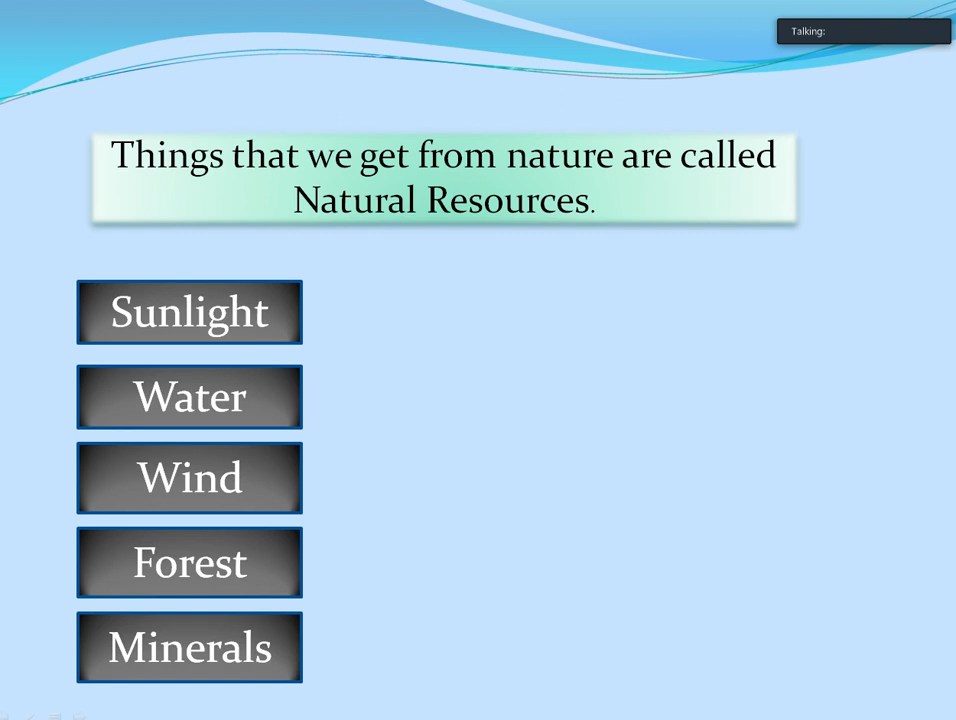 Talking:
Things that we get from nature are called
Natural Resources.
Sunlight
Water
Wind
Forest
Minerals